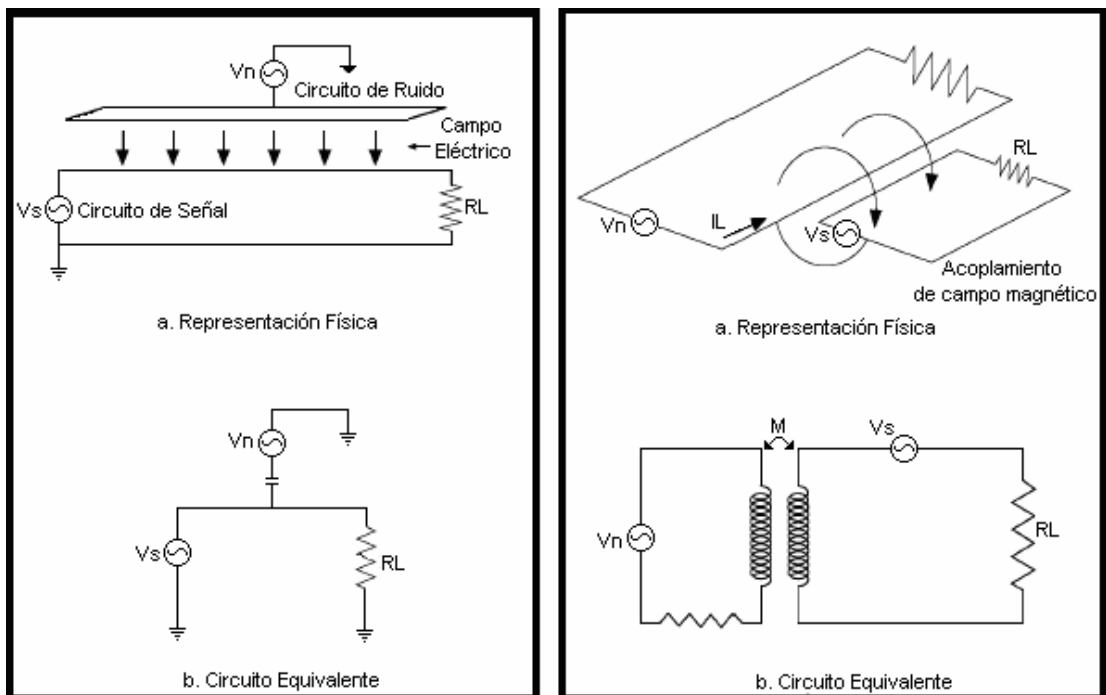 Vn
Circuito de Ruido
Campo
Eléctrico
Vs
Circuito de Señal
RL
a. Representación Física
Vn
Vs
RL
b. Circuito Equivalente
RL
Vn
IL
Vs
Acoplamiento
de campo magnético
a. Representación Física
M
Vs
Vn
RL
b. Circuito Equivalente